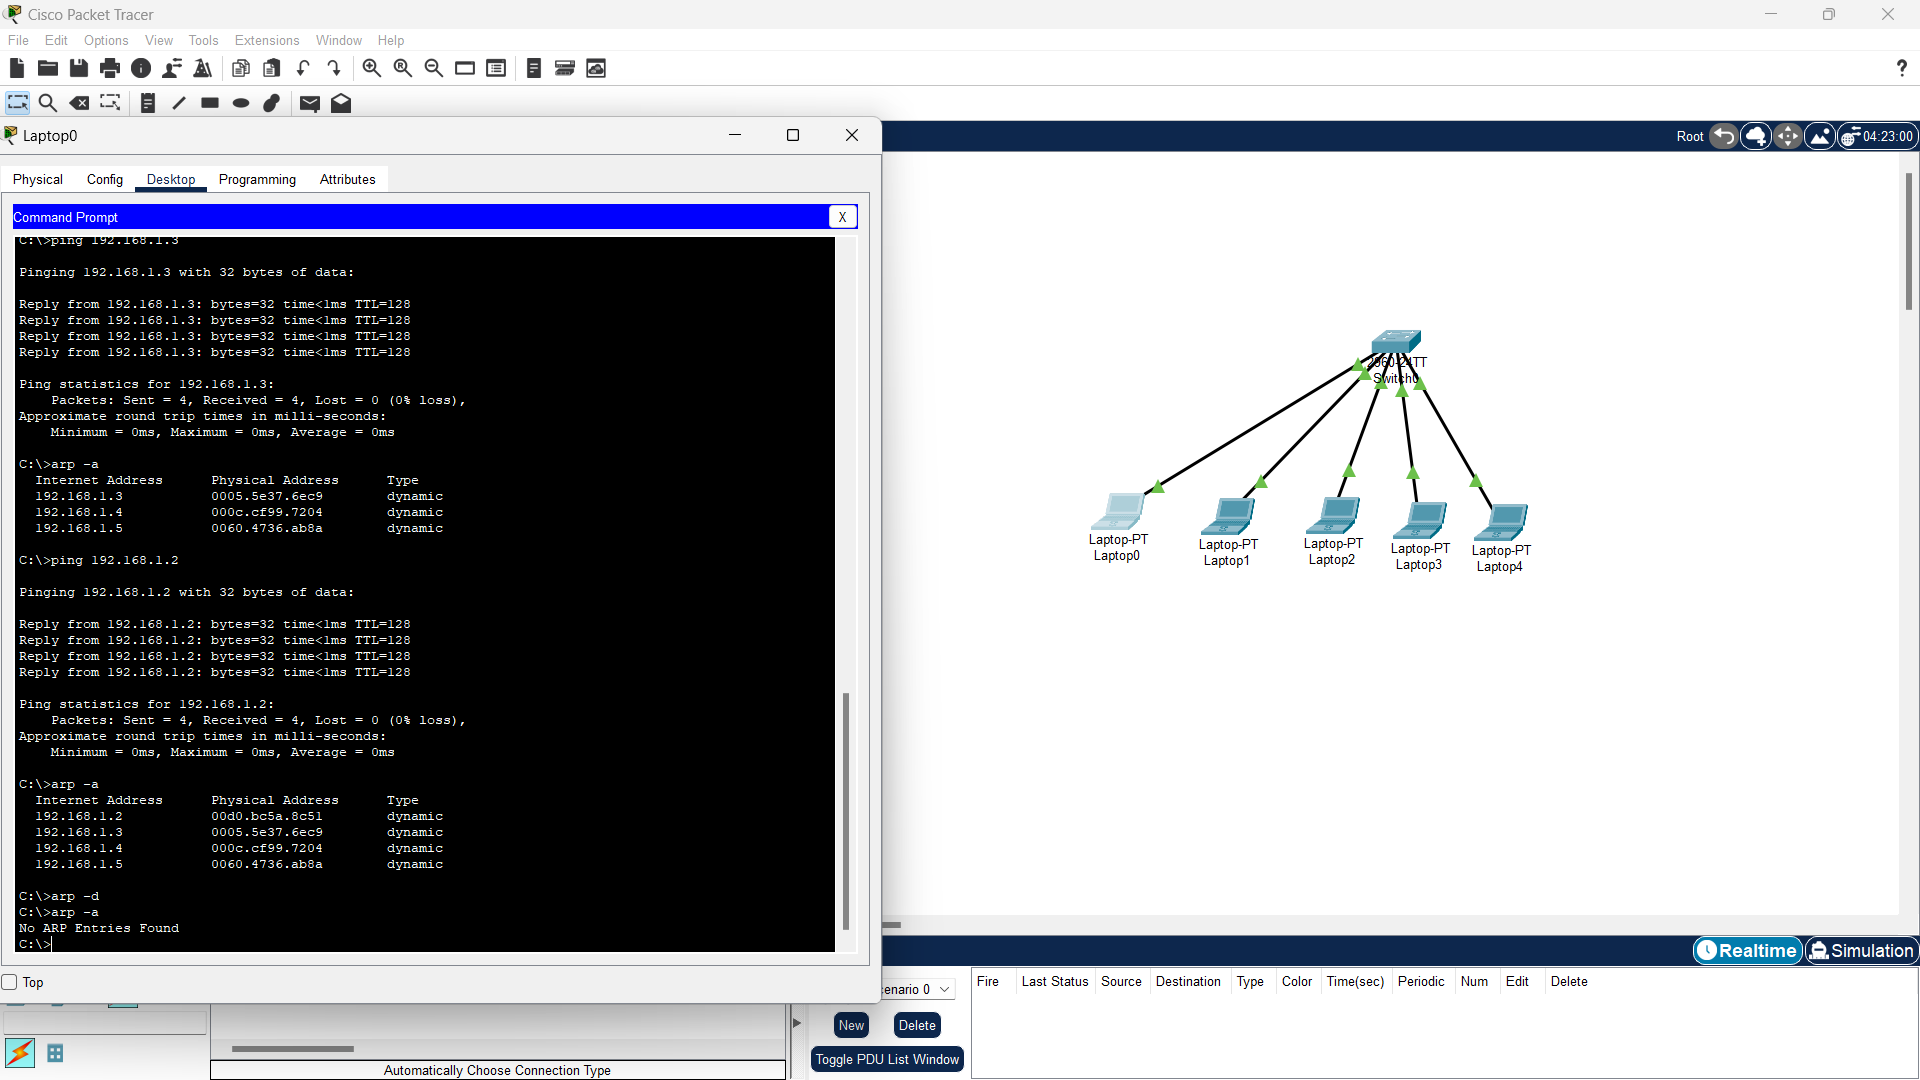 Cisco Packet Tracer
File Edit Options View Tools Extensions Window Help
?
Laptop0
Root 04:23:00
Physical Config Desktop Programming Attributes
Command Prompt X
C:\>ping 192.168.1.3
Pinging 192.168.1.3 with 32 bytes of data:
Reply from 192.168.1.3: bytes=32 time<1ms TTL=128
Reply from 192.168.1.3: bytes=32 time<1ms TTL=128
Reply from 192.168.1.3: bytes=32 time<1ms TTL=128
Reply from 192.168.1.3: bytes=32 time<1ms TTL=128
Ping statistics for 192.168.1.3:
Packets: Sent = 4, Received = 4, Lost = 0 (0% loss),
Approximate round trip times in milli-seconds:
Minimum = 0ms, Maximum = 0ms, Average = 0ms
C:\>arp -a
Internet Address Physical Address Type
192.168.1.3 0005.5e37.6ec9 dynamic
192.168.1.4 000c.cf99.7204 dynamic
192.168.1.5 0060.4736.ab8a dynamic
C:\>ping 192.168.1.2
Pinging 192.168.1.2 with 32 bytes of data:
Reply from 192.168.1.2: bytes=32 time<1ms TTL=128
Reply from 192.168.1.2: bytes=32 time<1ms TTL=128
Reply from 192.168.1.2: bytes=32 time<1ms TTL=128
Reply from 192.168.1.2: bytes=32 time<1ms TTL=128
Ping statistics for 192.168.1.2:
Packets: Sent = 4, Received = 4, Lost = 0 (0% loss),
Approximate round trip times in milli-seconds:
Minimum = 0ms, Maximum = 0ms, Average = 0ms
C:\>arp -a
Internet Address Physical Address Type
192.168.1.2 00d0.bc5a.8c51 dynamic
192.168.1.3 0005.5e37.6ec9 dynamic
192.168.1.4 000c.cf99.7204 dynamic
192.168.1.5 0060.4736.ab8a dynamic
C:\>arp -d
C:\>arp -a
No ARP Entries Found
C:\>
Top
2960-24TT
Switch0
Laptop-PT
Laptop0
Laptop-PT
Laptop1
Laptop-PT
Laptop2
Laptop-PT
Laptop3
Laptop-PT
Laptop4
Realtime Simulation
cenario 0
Fire Last Status Source Destination Type Color Time(sec) Periodic Num Edit Delete
New Delete
Toggle PDU List Window
Automatically Choose Connection Type